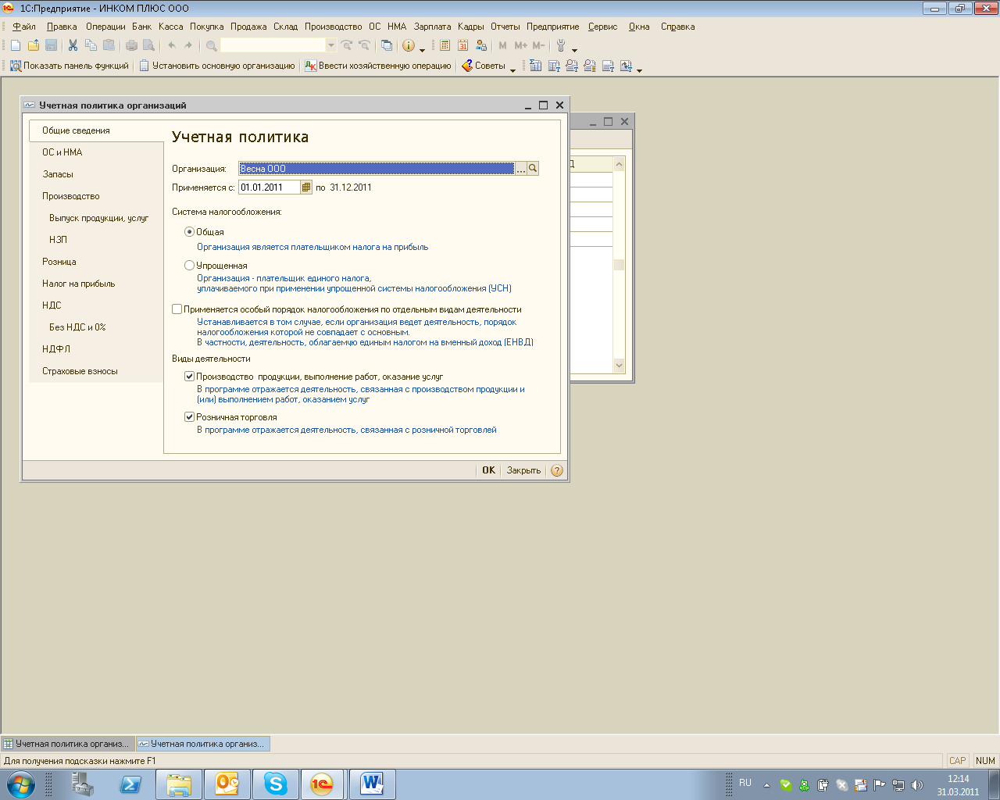 1С:Предприятие - ИНКОМ ПЛЮС ООО
Файл Правка Операции Банк Касса Покупка Продажа Склад Производство ОС НМА Зарплата Кадры Отчеты Предприятие Сервис Окна Справка
M M+ M-
Показать панель функций Установить основную организацию Ввести хозяйственную операцию Советы
Учетная политика организаций
Общие сведения
ОС и НМА
Запасы
Производство
Выпуск продукции, услуг
НЗП
Розница
Налог на прибыль
НДС
Без НДС и 0%
НДФЛ
Страховые взносы
Учетная политика
Организация: Весна ООО ...
Применяется с: 01.01.2011 по 31.12.2011
Система налогообложения:
Общая
Организация является плательщиком налога на прибыль
Упрощенная
Организация - плательщик единого налога,
уплачиваемого при применении упрощенной системы налогообложения (УСН)
Применяется особый порядок налогообложения по отдельным видам деятельности
Устанавливается в том случае, если организация ведет деятельность, порядок
налогообложения которой не совпадает с основным.
В частности, деятельность, облагаемую единым налогом на вмененный доход (ЕНВД)
Виды деятельности
Производство продукции, выполнение работ, оказание услуг
В программе отражается деятельность, связанная с производством продукции и
(или) выполнением работ, оказанием услуг
Розничная торговля
В программе отражается деятельность, связанная с розничной торговлей
OK Закрыть ?
Учетная политика организ... Учетная политика организ...
Для получения подсказки нажмите F1
CAP NUM
RU
12:14
31.03.2011